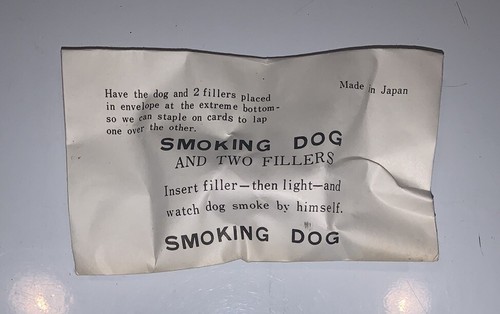 Have the dog and 2 fillers placed
in envelope at the extreme bottom-
so we can staple on cards to lap
one over the other.
Made in Japan
SMOKING DOG
AND TWO FILLERS
Insert filler—then light—and
watch dog smoke by himself.
SMOKING DOG